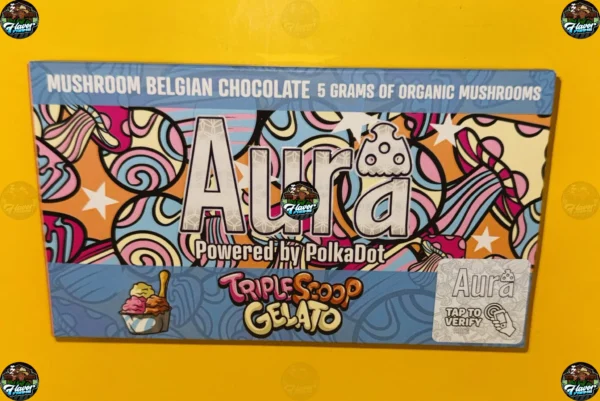 MUSHROOM BELGIAN CHOCOLATE 5 GRAMS OF ORGANIC MUSHROOMS
Aura
Powered by PolkaDot
TRIPLE SCOOP
GELATO
Aura
TAP TO
VERIFY
Flavor